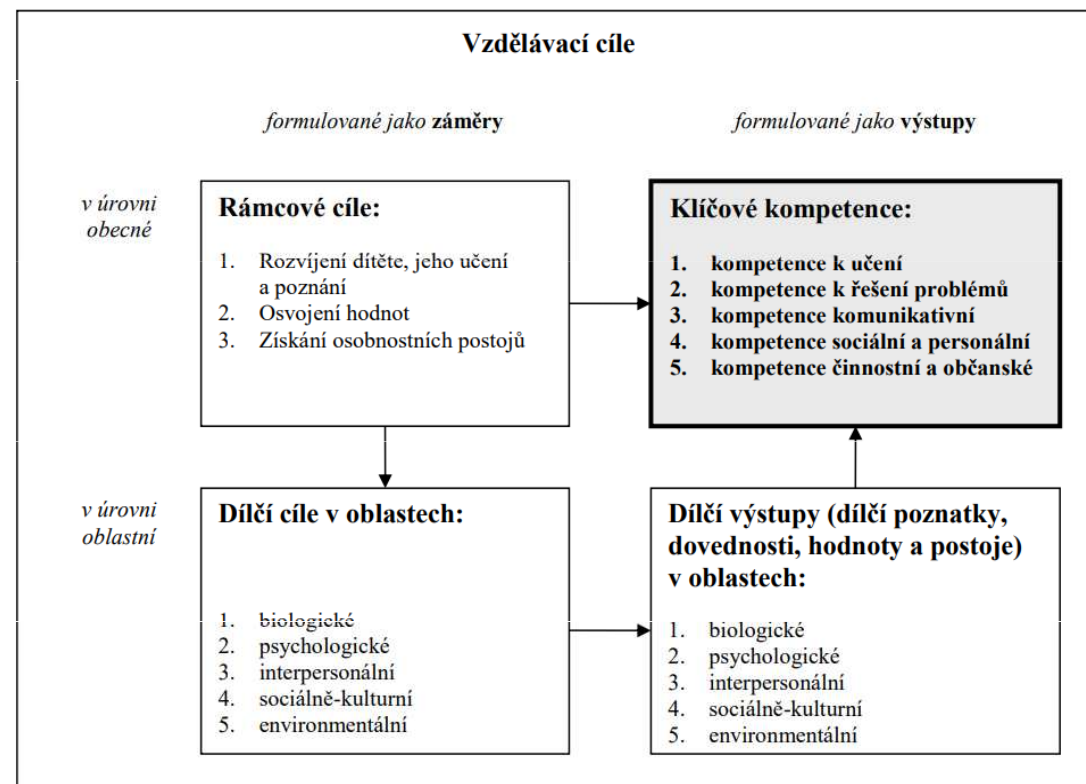 Vzdělávací cíle
formulované jako záměry
formulované jako výstupy
v úrovni
obecné
Rámcové cíle:
1. Rozvíjení dítěte, jeho učení
a poznání
2. Osvojení hodnot
3. Získání osobnostních postojů
Klíčové kompetence:
1. kompetence k učení
2. kompetence k řešení problémů
3. kompetence komunikativní
4. kompetence sociální a personální
5. kompetence činnostní a občanské
v úrovni
oblastní
Dílčí cíle v oblastech:
1. biologické
2. psychologické
3. interpersonální
4. sociálně-kulturní
5. environmentální
Dílčí výstupy (dílčí poznatky,
dovednosti, hodnoty a postoje)
v oblastech:
1. biologické
2. psychologické
3. interpersonální
4. sociálně-kulturní
5. environmentální